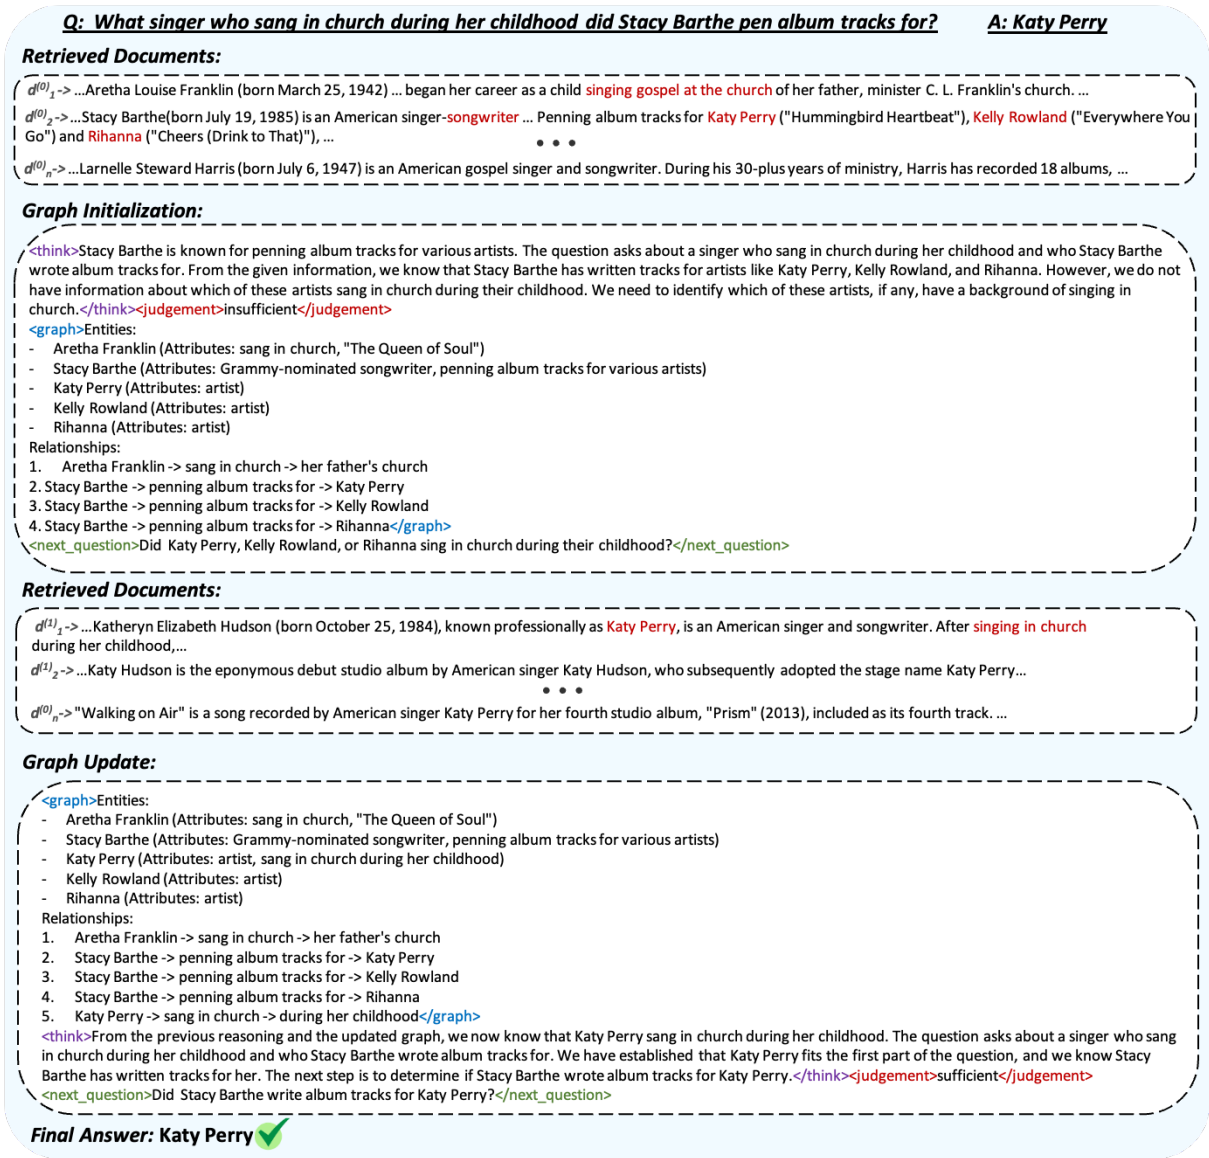 Q: What singer who sang in church during her childhood did Stacy Barthe pen album tracks for? A: Katy Perry
Retrieved Documents:
d(0)1-> ...Aretha Louise Franklin (born March 25, 1942) ... began her career as a child singing gospel at the church of her father, minister C. L. Franklin's church. ...
d(0)2-> ...Stacy Barthe(born July 19, 1985) is an American singer-songwriter ... Penning album tracks for Katy Perry ("Hummingbird Heartbeat"), Kelly Rowland ("Everywhere You
Go") and Rihanna ("Cheers (Drink to That)"), ...
• • •
d(0)n-> ...Larnelle Steward Harris (born July 6, 1947) is an American gospel singer and songwriter. During his 30-plus years of ministry, Harris has recorded 18 albums, ...
Graph Initialization:
<think>Stacy Barthe is known for penning album tracks for various artists. The question asks about a singer who sang in church during her childhood and who Stacy Barthe
wrote album tracks for. From the given information, we know that Stacy Barthe has written tracks for artists like Katy Perry, Kelly Rowland, and Rihanna. However, we do not
have information about which of these artists sang in church during their childhood. We need to identify which of these artists, if any, have a background of singing in
church.</think><judgement>insufficient</judgement>
<graph>Entities:
- Aretha Franklin (Attributes: sang in church, "The Queen of Soul")
- Stacy Barthe (Attributes: Grammy-nominated songwriter, penning album tracks for various artists)
- Katy Perry (Attributes: artist)
- Kelly Rowland (Attributes: artist)
- Rihanna (Attributes: artist)
Relationships:
1. Aretha Franklin -> sang in church -> her father's church
2. Stacy Barthe -> penning album tracks for -> Katy Perry
3. Stacy Barthe -> penning album tracks for -> Kelly Rowland
4. Stacy Barthe -> penning album tracks for -> Rihanna</graph>
<next_question>Did Katy Perry, Kelly Rowland, or Rihanna sing in church during their childhood?</next_question>
Retrieved Documents:
d(1)1-> ...Katheryn Elizabeth Hudson (born October 25, 1984), known professionally as Katy Perry, is an American singer and songwriter. After singing in church
during her childhood,...
d(1)2-> ...Katy Hudson is the eponymous debut studio album by American singer Katy Hudson, who subsequently adopted the stage name Katy Perry...
• • •
d(0)n-> "Walking on Air" is a song recorded by American singer Katy Perry for her fourth studio album, "Prism" (2013), included as its fourth track. ...
Graph Update:
<graph>Entities:
- Aretha Franklin (Attributes: sang in church, "The Queen of Soul")
- Stacy Barthe (Attributes: Grammy-nominated songwriter, penning album tracks for various artists)
- Katy Perry (Attributes: artist, sang in church during her childhood)
- Kelly Rowland (Attributes: artist)
- Rihanna (Attributes: artist)
Relationships:
1. Aretha Franklin -> sang in church -> her father's church
2. Stacy Barthe -> penning album tracks for -> Katy Perry
3. Stacy Barthe -> penning album tracks for -> Kelly Rowland
4. Stacy Barthe -> penning album tracks for -> Rihanna
5. Katy Perry -> sang in church -> during her childhood</graph>
<think>From the previous reasoning and the updated graph, we now know that Katy Perry sang in church during her childhood. The question asks about a singer who sang
in church during her childhood and who Stacy Barthe wrote album tracks for. We have established that Katy Perry fits the first part of the question, and we know Stacy
Barthe has written tracks for her. The next step is to determine if Stacy Barthe wrote album tracks for Katy Perry.</think><judgement>sufficient</judgement>
<next_question>Did Stacy Barthe write album tracks for Katy Perry?</next_question>
Final Answer: Katy Perry